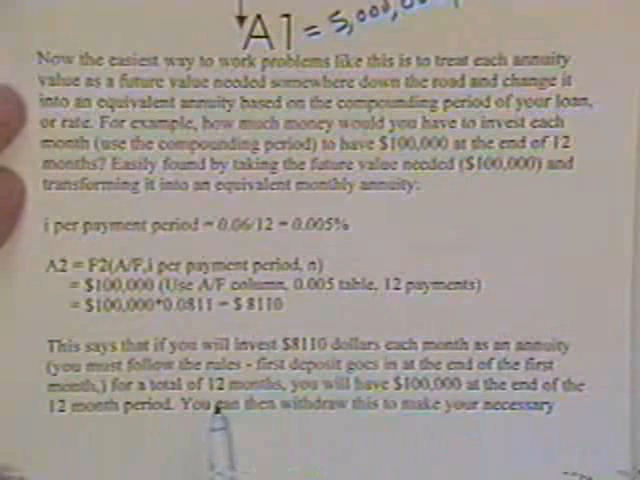 A1 = 5,000,00
Now the easiest way to work problems like this is to treat each annuity
value as a future value needed somewhere down the road and change it
into an equivalent annuity based on the compounding period of your loan,
or rate. For example, how much money would you have to invest each
month (use the compounding period) to have $100,000 at the end of 12
months? Easily found by taking the future value needed ($100,000) and
transforming it into an equivalent monthly annuity:
i per payment period = 0.06/12 = 0.005%
A2 = F2(A/F,i per payment period, n)
= $100,000 (Use A/F column, 0.005 table, 12 payments)
= $100,000*0.0811 = $ 8110
This says that if you will invest $8110 dollars each month as an annuity
(you must follow the rules - first deposit goes in at the end of the first
month,) for a total of 12 months, you will have $100,000 at the end of the
12 month period. You can then withdraw this to make your necessary